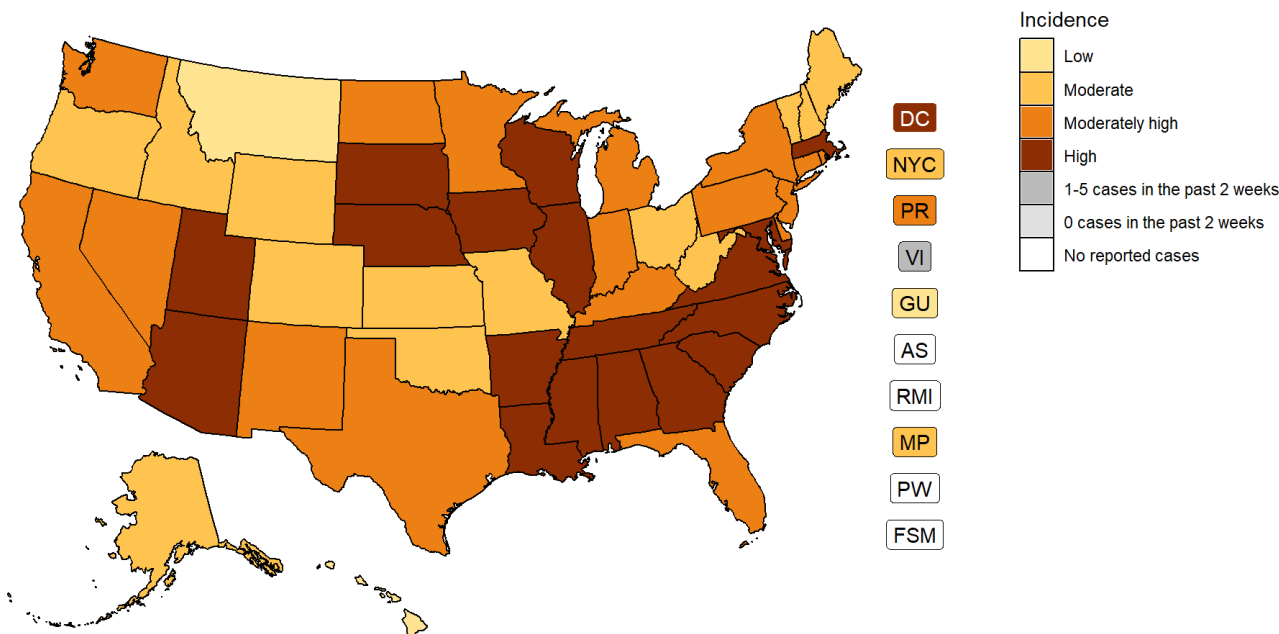 Incidence
Low
Moderate
Moderately high
High
1-5 cases in the past 2 weeks
0 cases in the past 2 weeks
No reported cases
DC
NYC
PR
VI
GU
AS
RMI
MP
PW
FSM